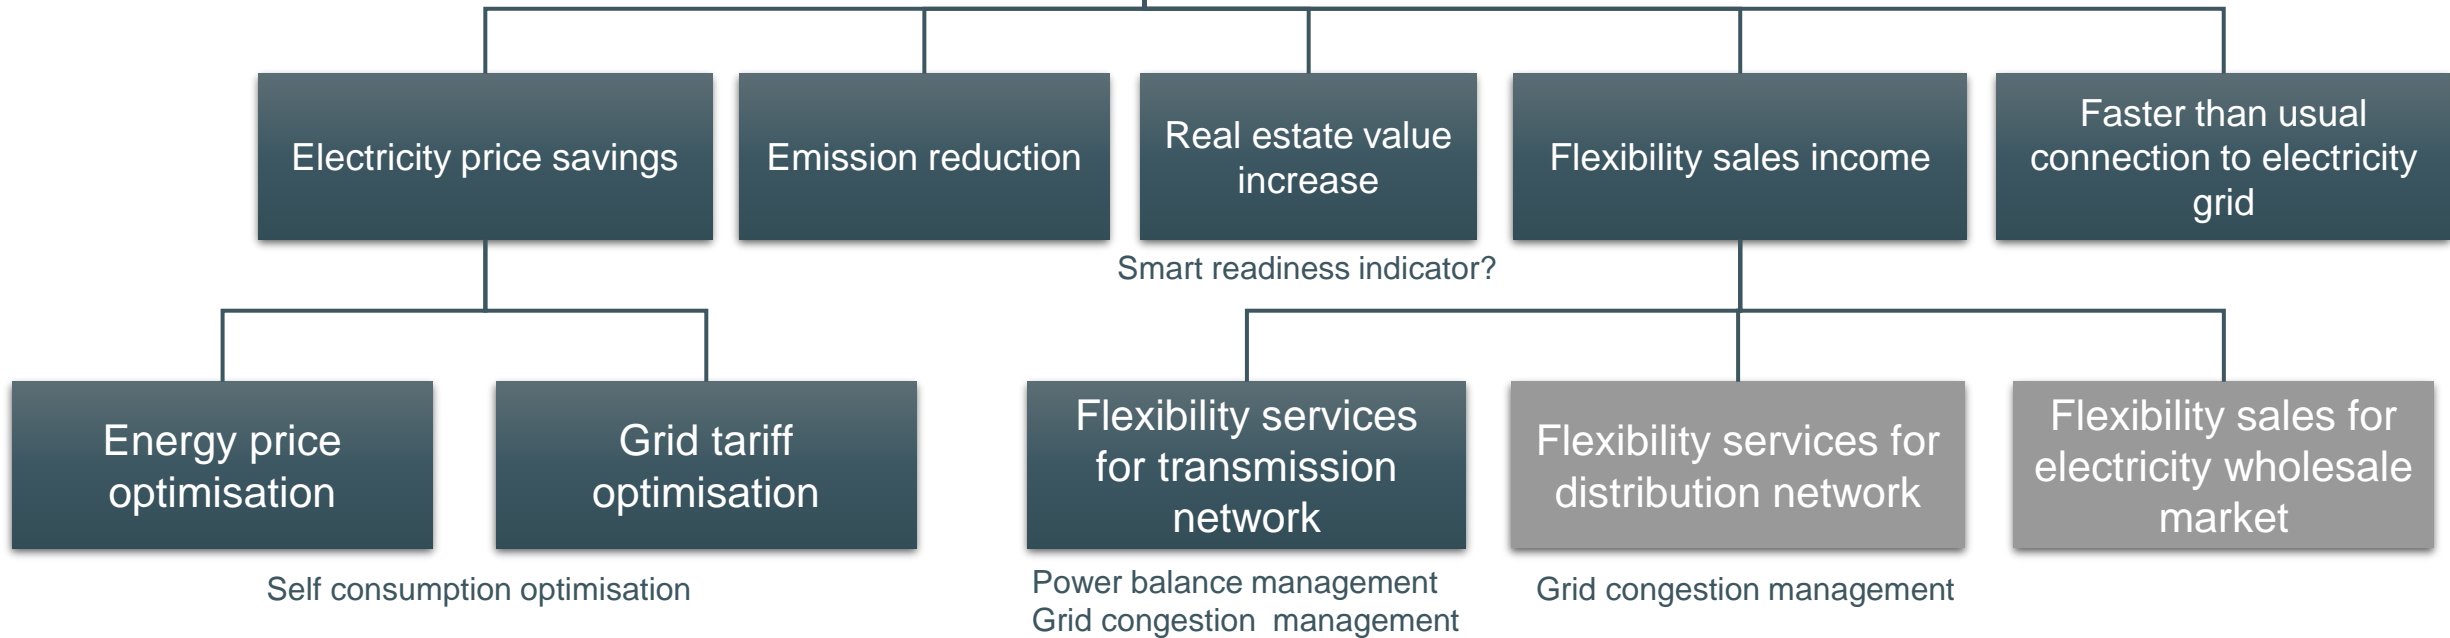 Electricity price savings
Emission reduction
Real estate value
increase
Flexibility sales income
Faster than usual
connection to electricity
grid
Smart readiness indicator?
Energy price
optimisation
Grid tariff
optimisation
Flexibility services
for transmission
network
Flexibility services for
distribution network
Flexibility sales for
electricity wholesale
market
Self consumption optimisation
Power balance management
Grid congestion  management
Grid congestion management